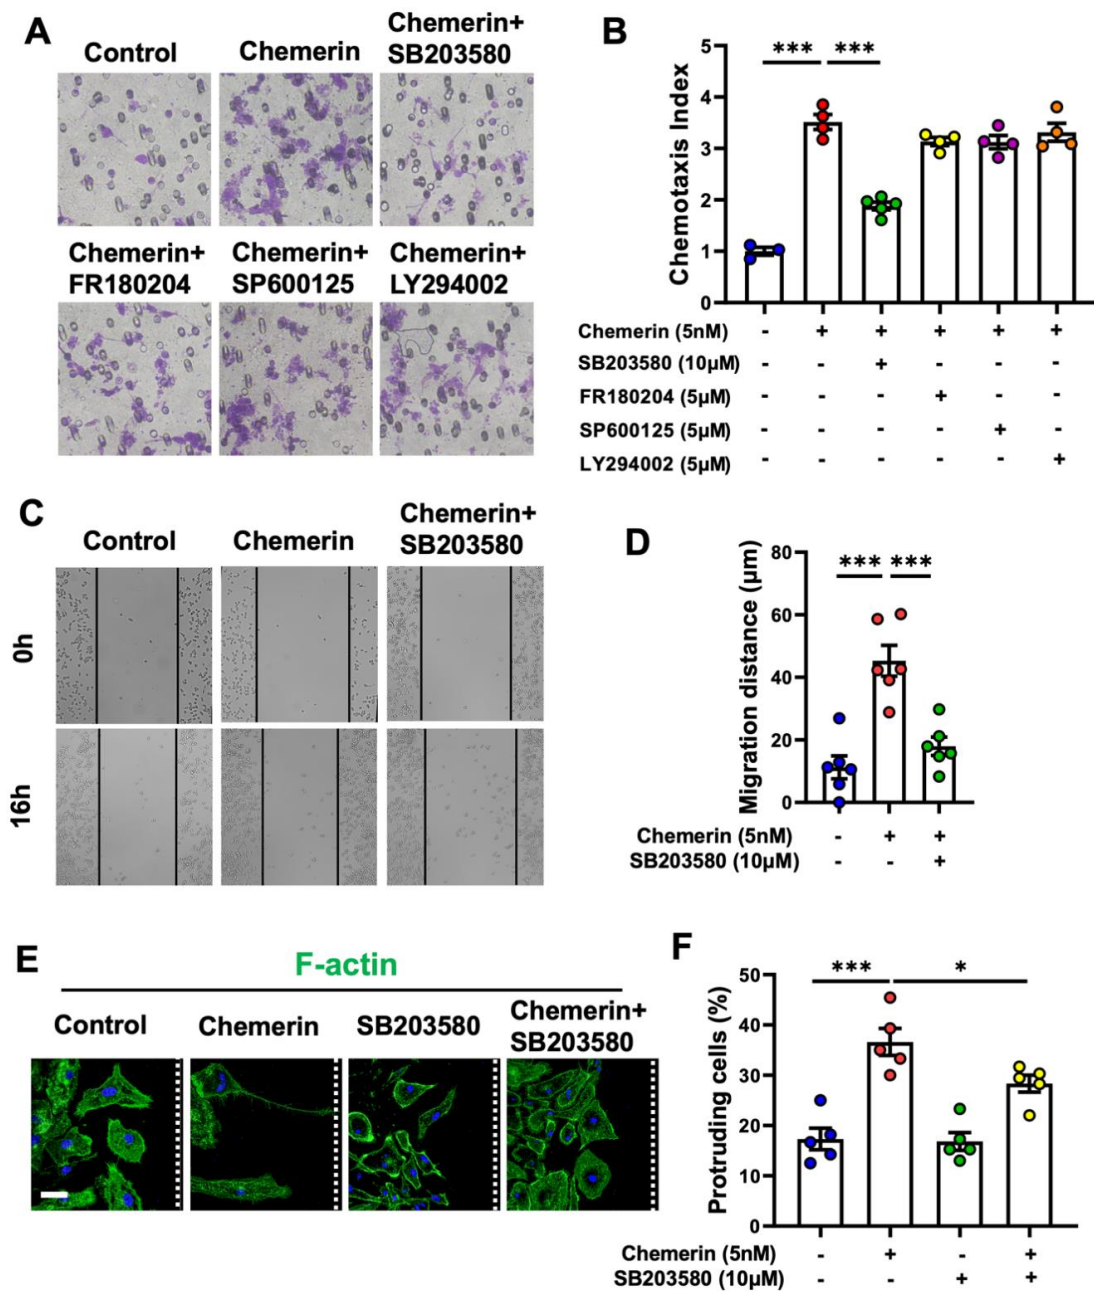 A
Control
Chemerin
Chemerin+
SB203580
Chemerin+
FR180204
Chemerin+
SP600125
Chemerin+
LY294002
B
Chemotaxis Index
5
4
3
2
1
0
*** ***
Chemerin (5nM) - + + + + +
SB203580 (10μM) - - + - - -
FR180204 (5μM) - - - + - -
SP600125 (5μM) - - - - + -
LY294002 (5μM) - - - - - +
C
Control
Chemerin
Chemerin+
SB203580
0h
16h
D
Migration distance (μm)
80
60
40
20
0
*** ***
Chemerin (5nM) - + +
SB203580 (10μM) - - +
E
F-actin
Control
Chemerin
SB203580
Chemerin+
SB203580
F
Protruding cells (%)
50
40
30
20
10
0
*** *
Chemerin (5nM) - + - +
SB203580 (10μM) - - + +